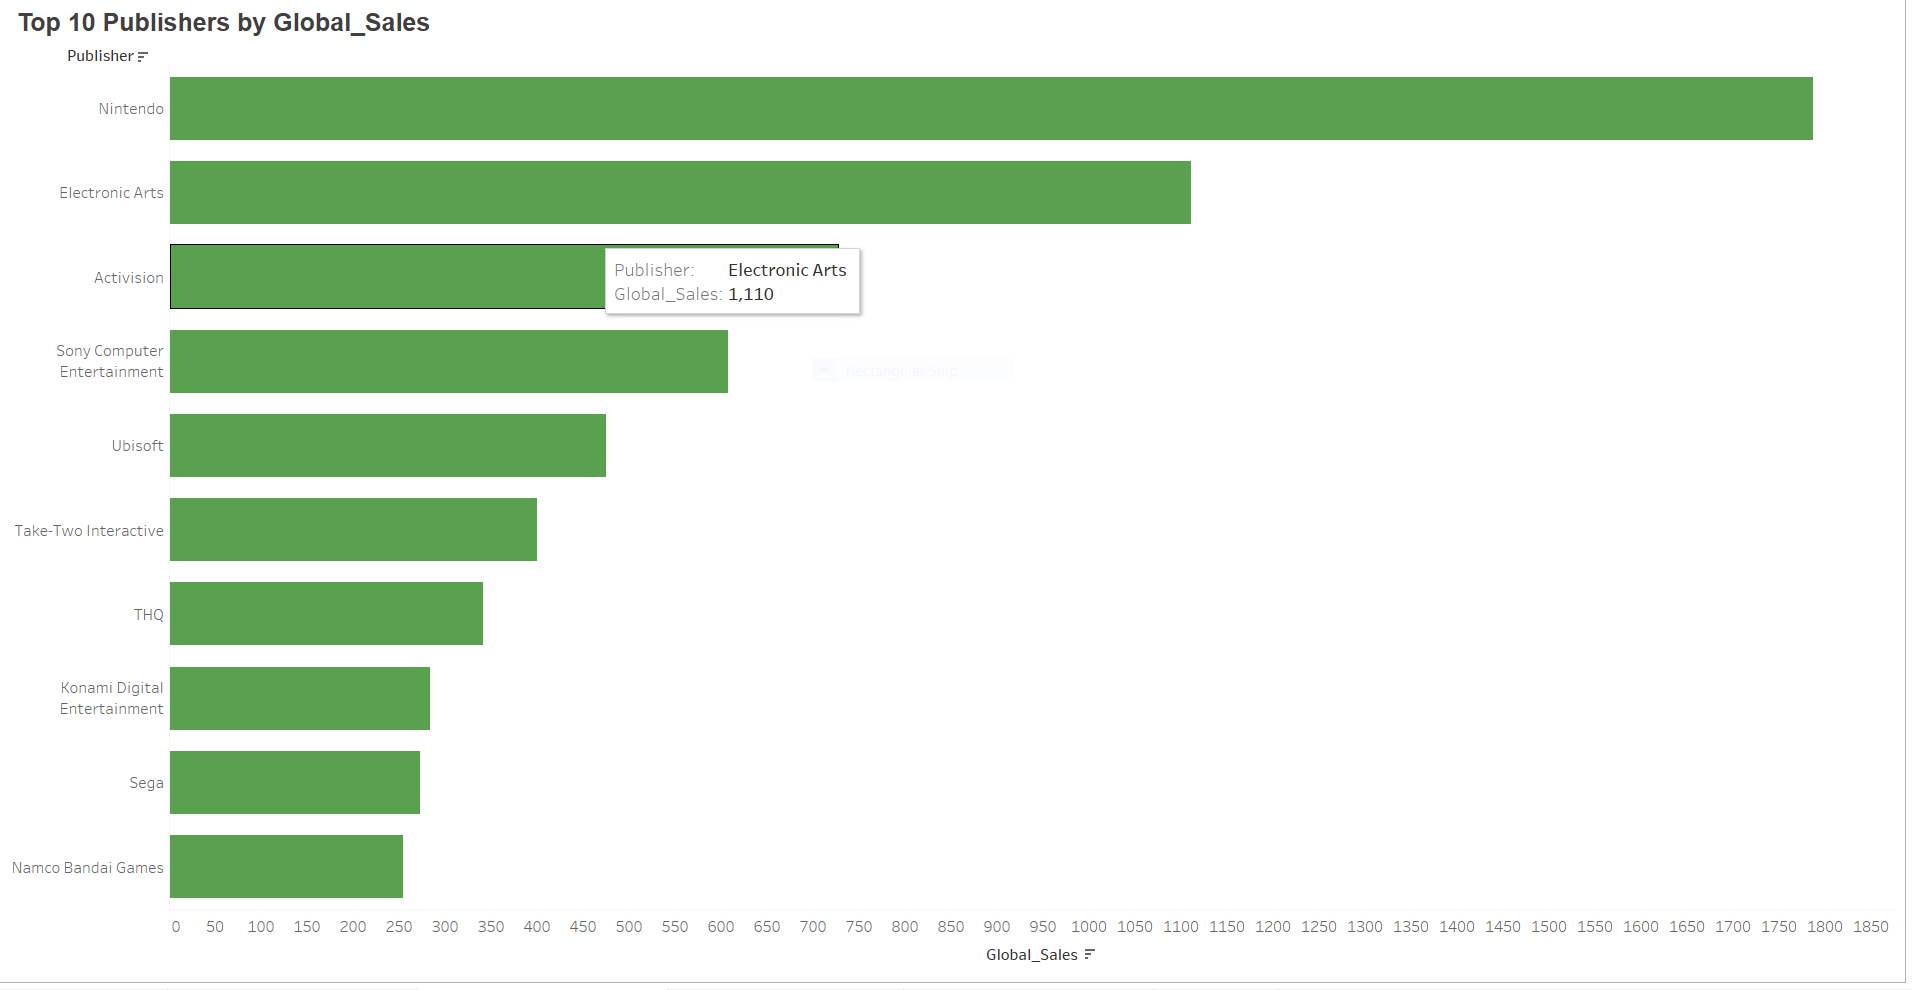 Top 10 Publishers by Global_Sales
Publisher
Nintendo
Electronic Arts
Activision
Publisher: Electronic Arts
Global_Sales: 1,110
Sony Computer
Entertainment
Rectangular Snip
Ubisoft
Take-Two Interactive
THQ
Konami Digital
Entertainment
Sega
Namco Bandai Games
0 50 100 150 200 250 300 350 400 450 500 550 600 650 700 750 800 850 900 950 1000 1050 1100 1150 1200 1250 1300 1350 1400 1450 1500 1550 1600 1650 1700 1750 1800 1850
Global_Sales